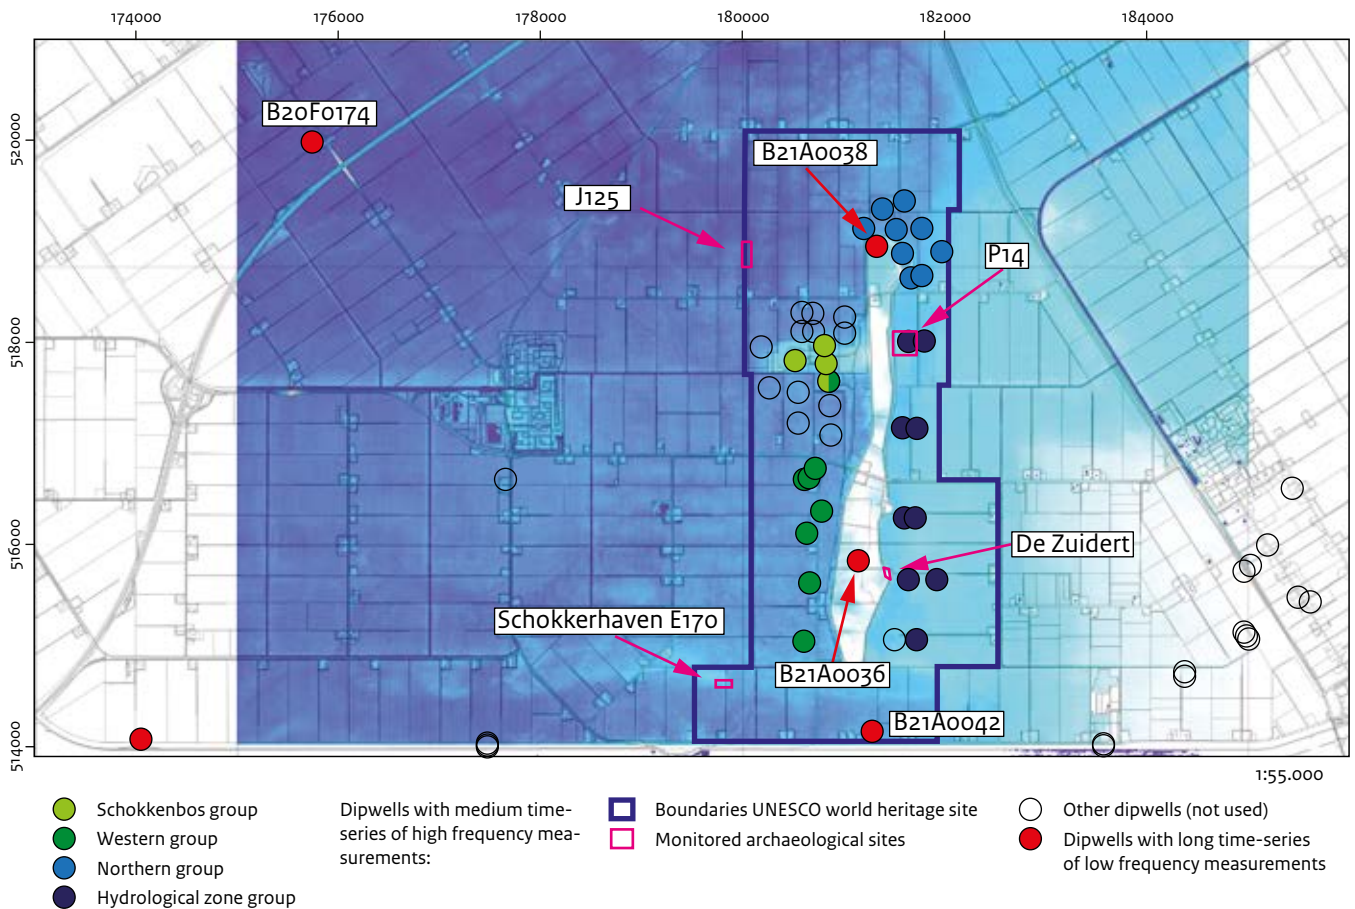 174000 176000 178000 180000 182000 184000
520000
518000
516000
514000
B20F0174
B21A0038
J125
P14
De Zuidert
Schokkerhaven E170
B21A0036
B21A0042
1:55.000
Schokkenbos group
Western group
Northern group
Hydrological zone group
Dipwells with medium time-
series of high frequency mea-
surements:
Boundaries UNESCO world heritage site
Monitored archaeological sites
Other dipwells (not used)
Dipwells with long time-series
of low frequency measurements